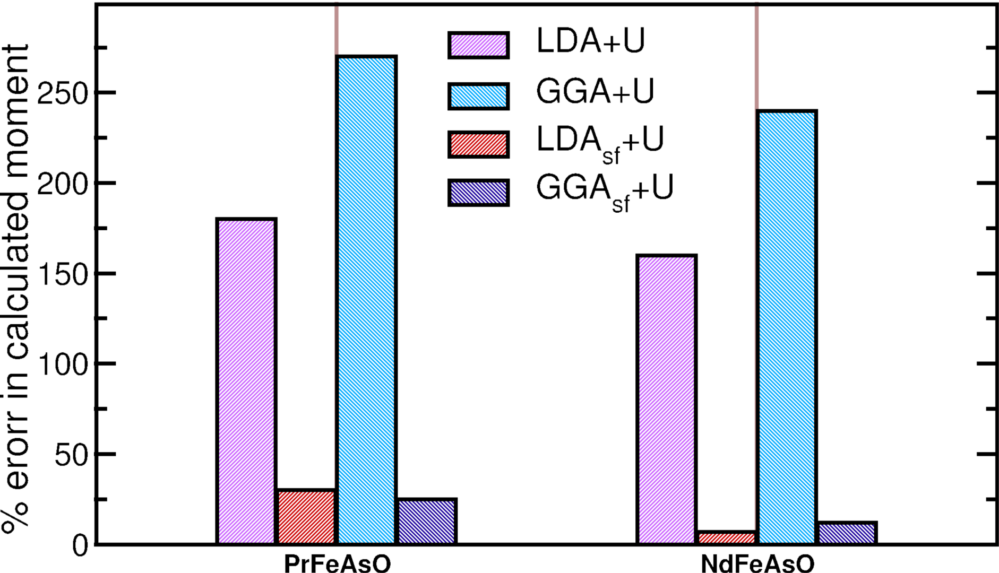 % erorr in calculated moment
250
200
150
100
50
0
LDA+U
GGA+U
LDAsf+U
GGAsf+U
PrFeAsO
NdFeAsO